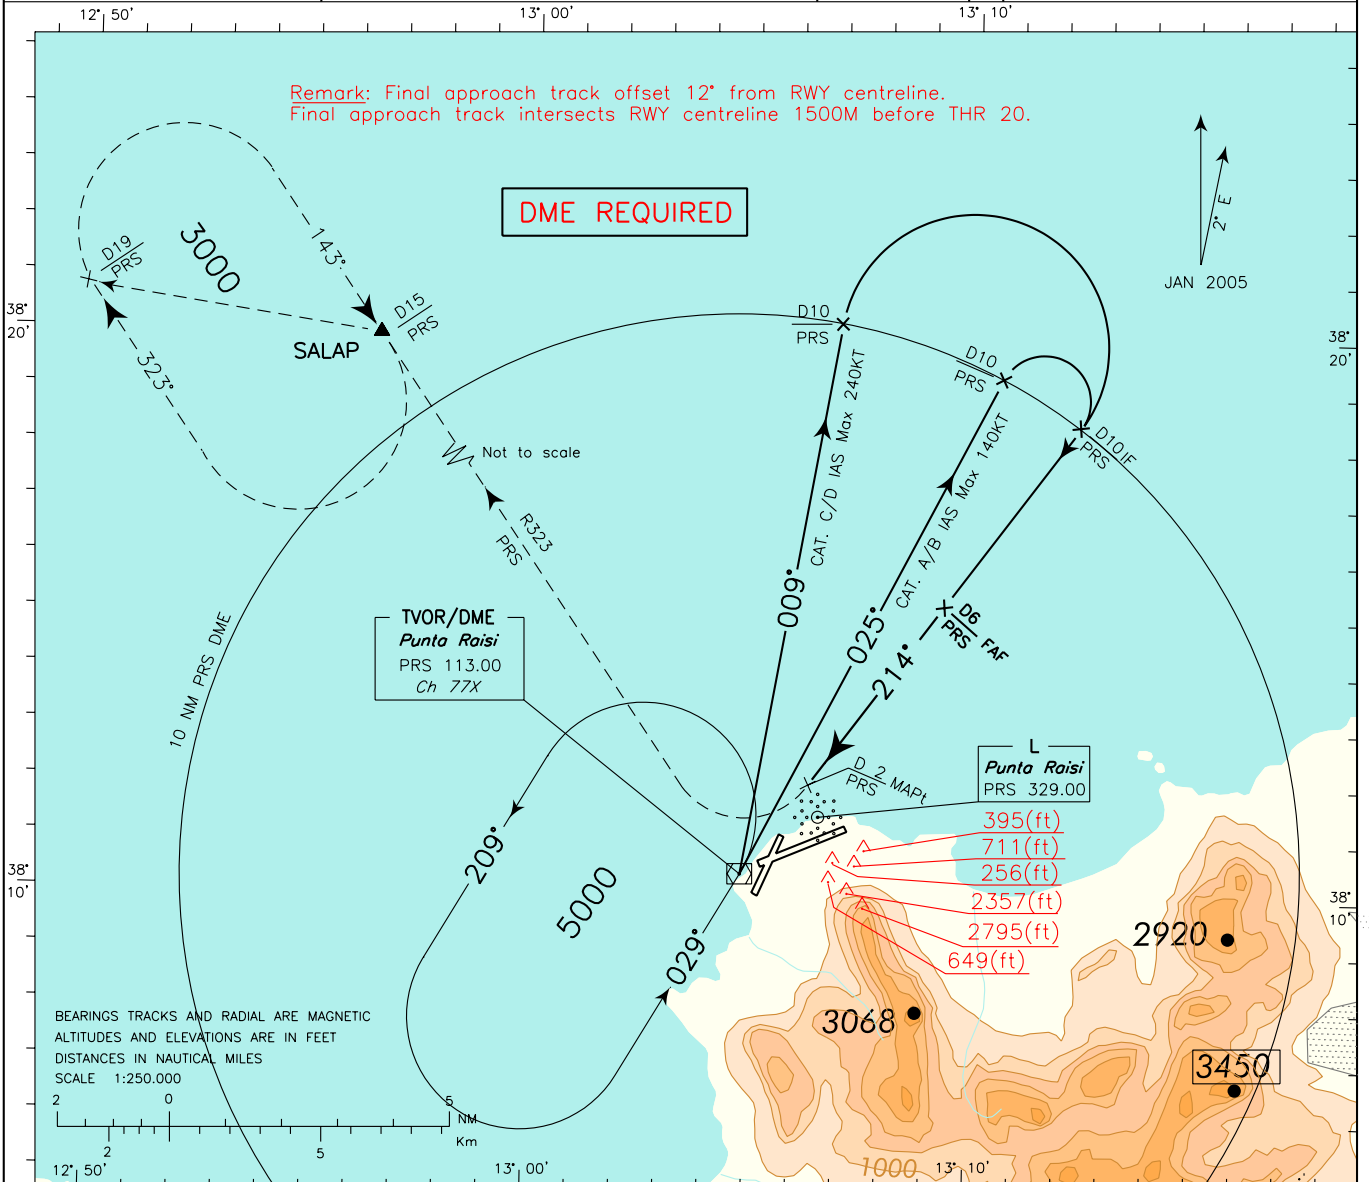 12° 50'
13° 00'
13° 10'
Remark: Final approach track offset 12° from RWY centreline.
Final approach track intersects RWY centreline 1500M before THR 20.
DME REQUIRED
2° E
JAN 2005
3000
143°
D19
PRS
D15
PRS
SALAP
323°
38°
20'
38°
20'
D10
PRS
D10
PRS
D10 IF
PRS
Not to scale
R323
PRS
CAT. C/D IAS Max 240KT
CAT. A/B IAS Max 140KT
009°
025°
214°
D6
PRS FAF
10 NM PRS DME
TVOR/DME
Punta Raisi
PRS 113.00
Ch 77X
D 2 MAPt
PRS
L
Punta Raisi
PRS 329.00
395(ft)
711(ft)
256(ft)
2357(ft)
2795(ft)
649(ft)
209°
5000
029°
38°
10'
38°
10'
2920
3068
3450
1000
BEARINGS TRACKS AND RADIAL ARE MAGNETIC
ALTITUDES AND ELEVATIONS ARE IN FEET
DISTANCES IN NAUTICAL MILES
SCALE 1:250.000
2 0 5
NM
Km
2 5
12° 50'
13° 00'
13° 10'